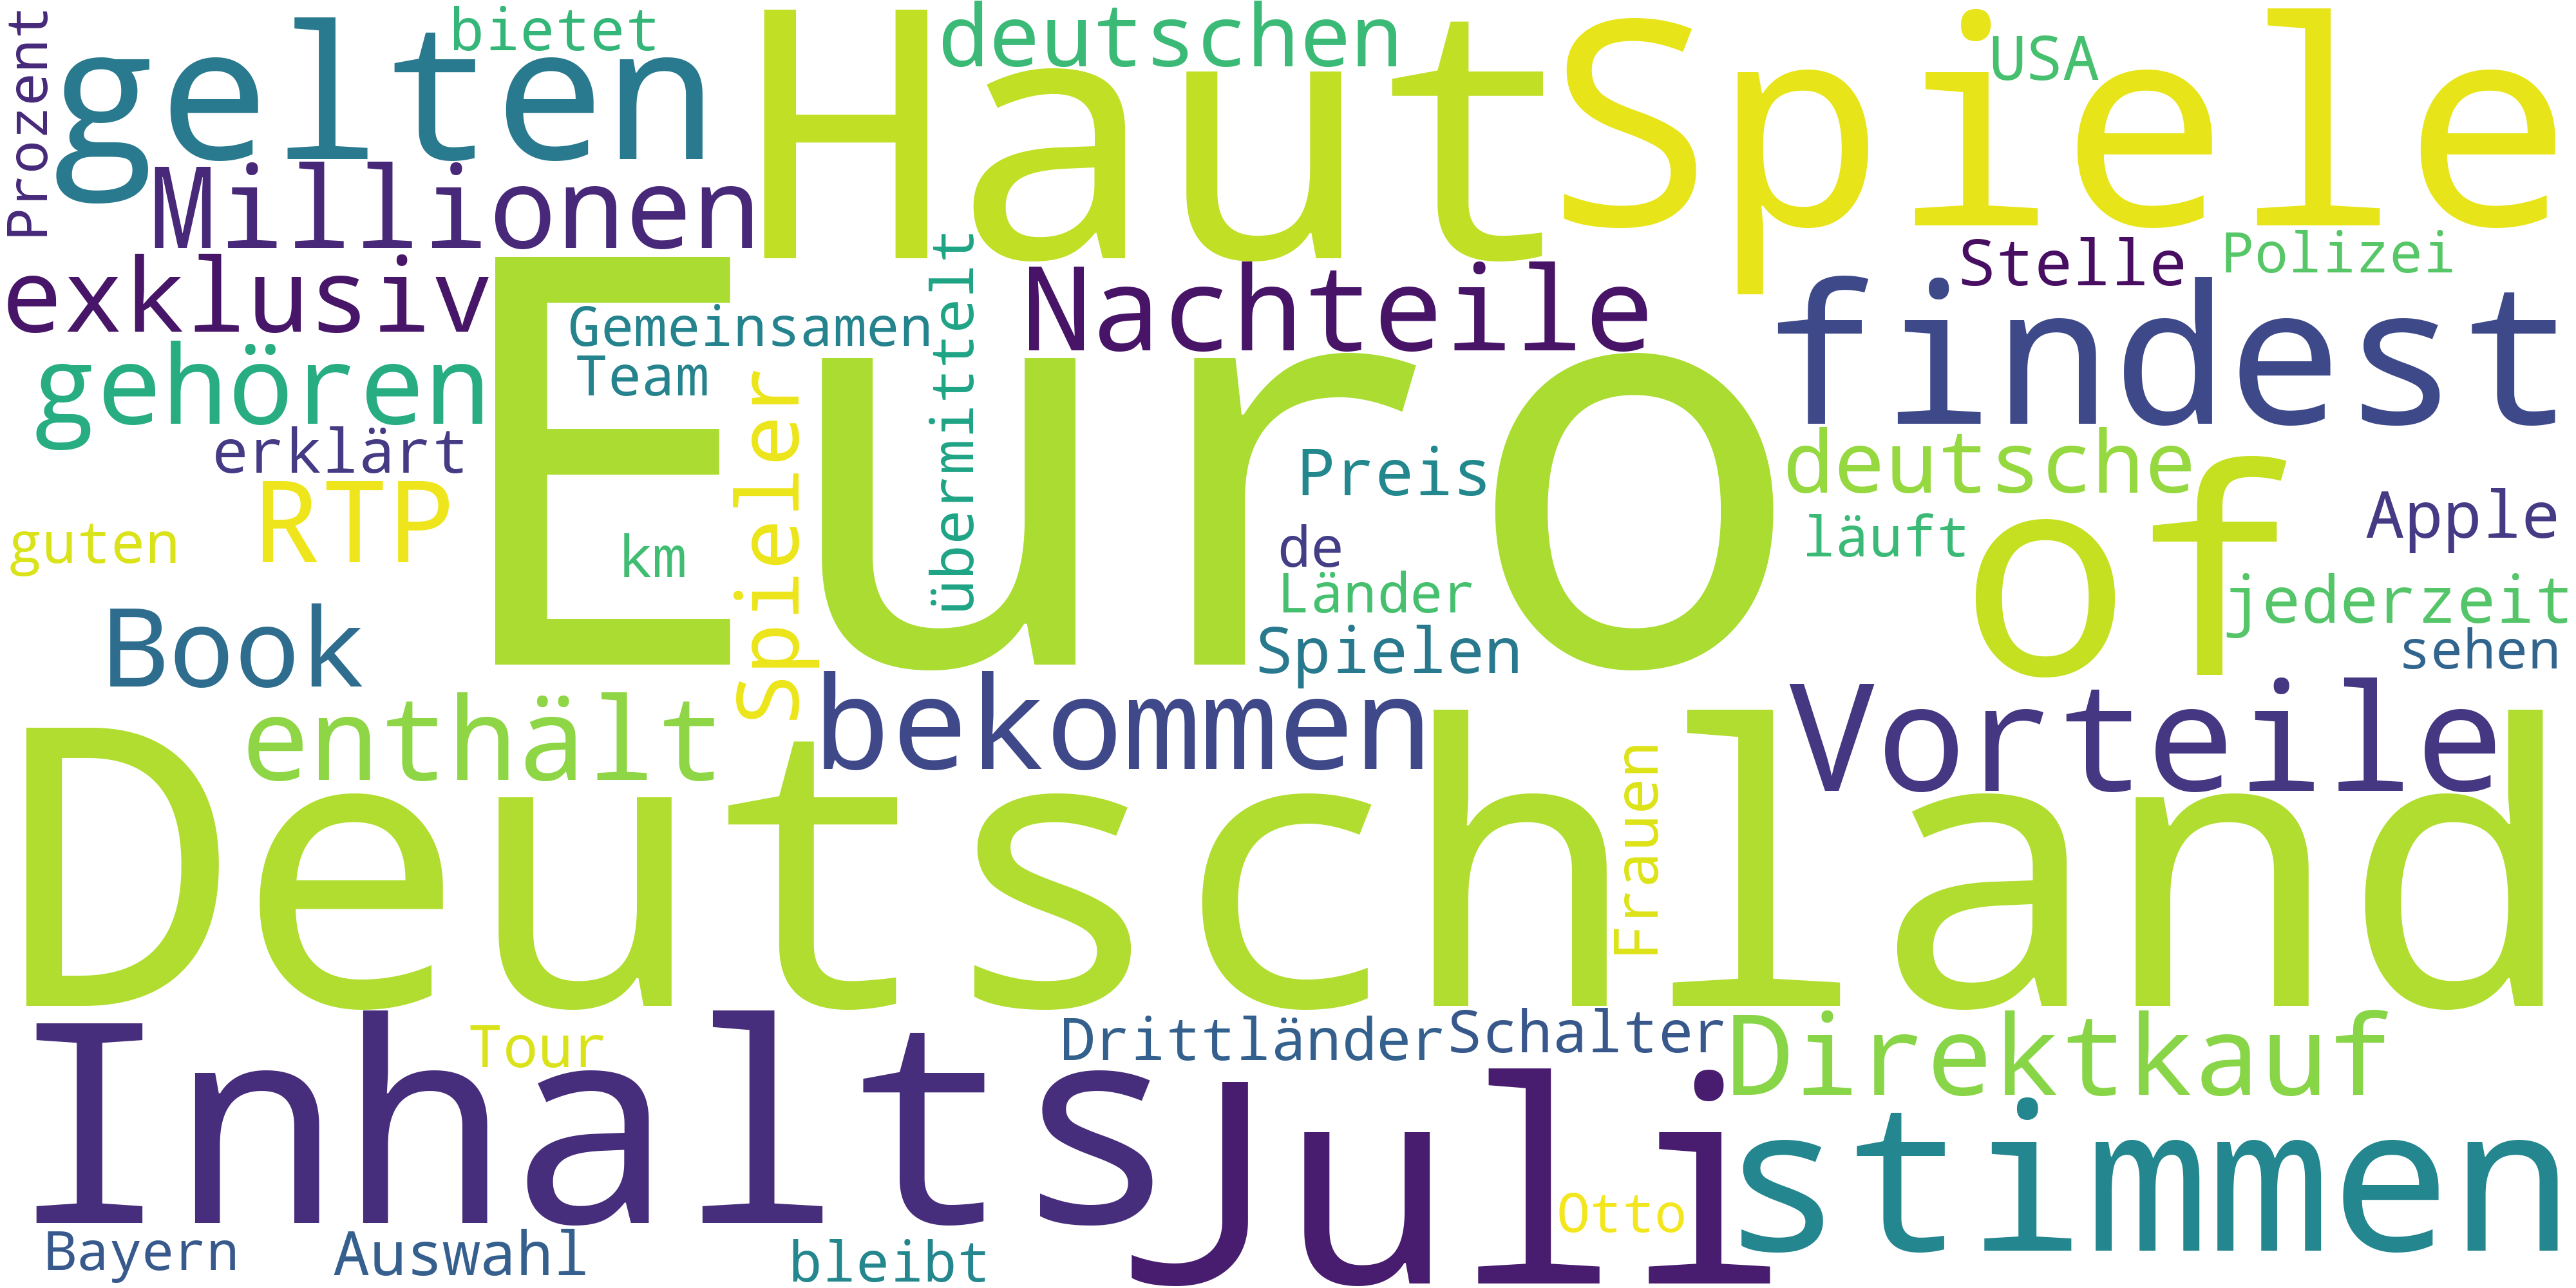 Prozent
gelten
bietet
Haut
deutschen
Spiele
USA
Millionen
exklusiv
Nachteile
Stelle
Polizei
findest
Gemeinsamen
Team
übermittelt
gehören
Euro
Spieler
erklärt
Preis
deutsche
of
Apple
RTP
guten
km
de
läuft
Länder
jederzeit
Book
Spielen
sehen
enthält
bekommen
Vorteile
Deutschland
Frauen
Inhalts
Tour
Drittländer
Schalter
Direktkauf
Juli
stimmen
Otto
Bayern
Auswahl
bleibt